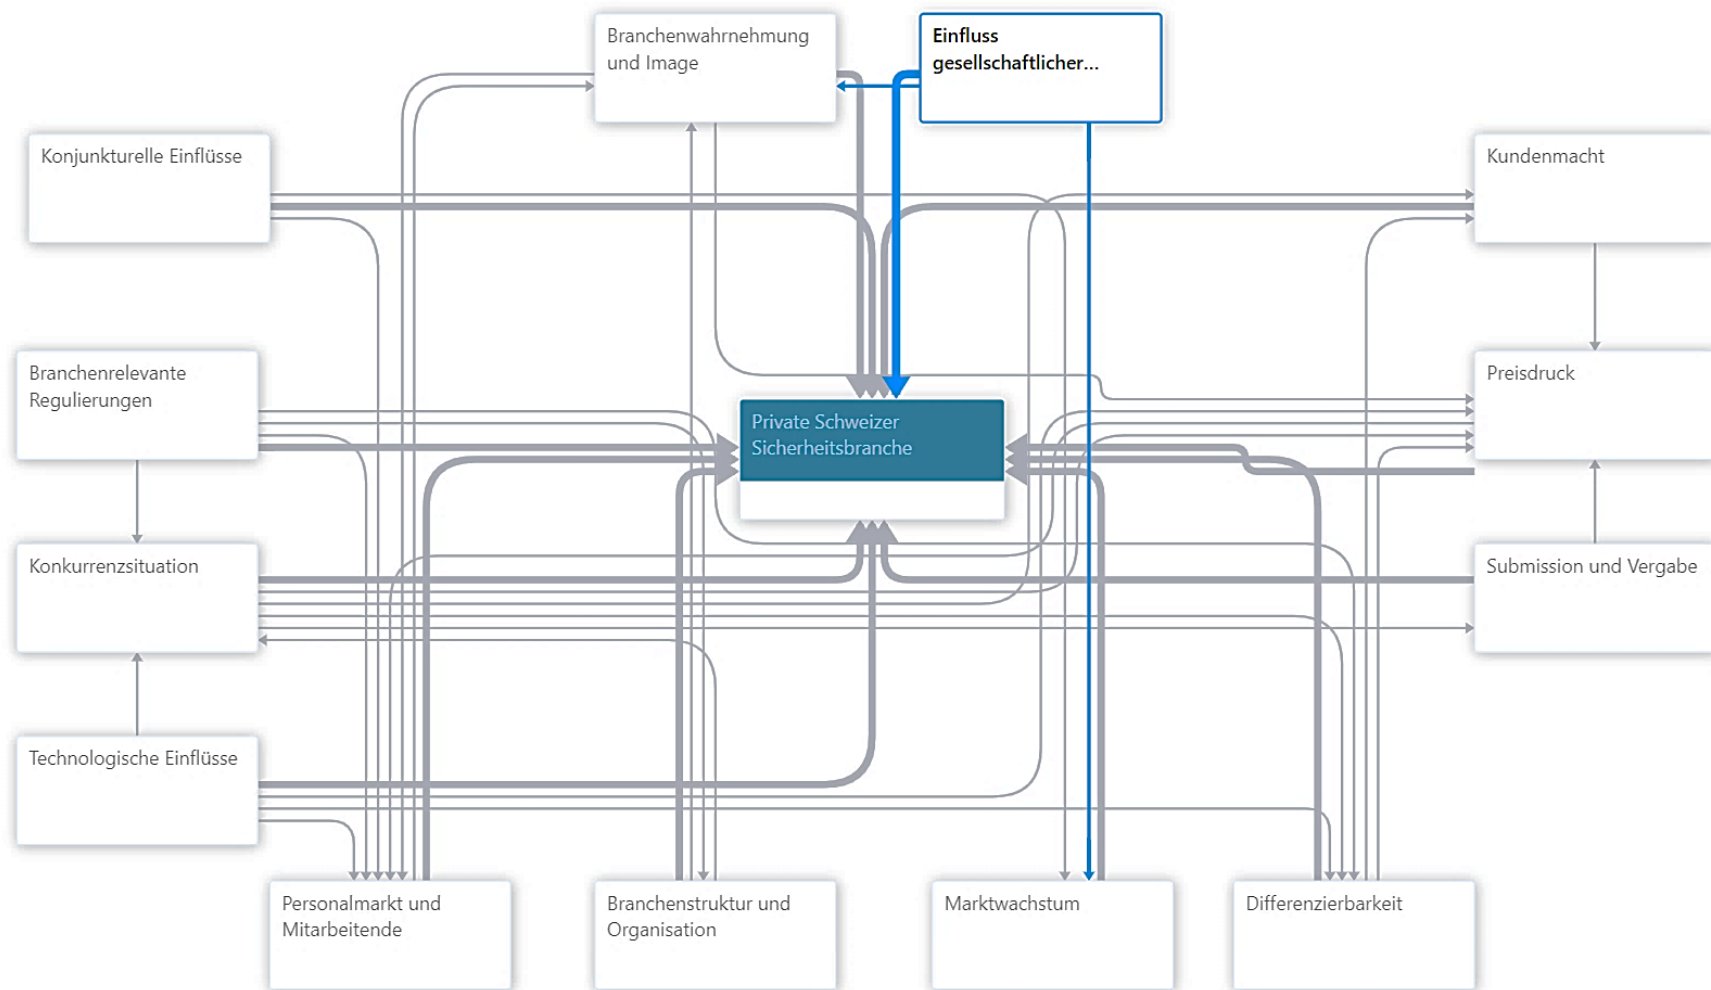 Branchenwahrnehmung
und Image
Einfluss
gesellschaftlicher...
Konjunkturelle Einflüsse
Kundenmacht
Branchenrelevante
Regulierungen
Preisdruck
Private Schweizer
Sicherheitsbranche
Konkurrenzsituation
Submission und Vergabe
Technologische Einflüsse
Personalmarkt und
Mitarbeitende
Branchenstruktur und
Organisation
Marktwachstum
Differenzierbarkeit